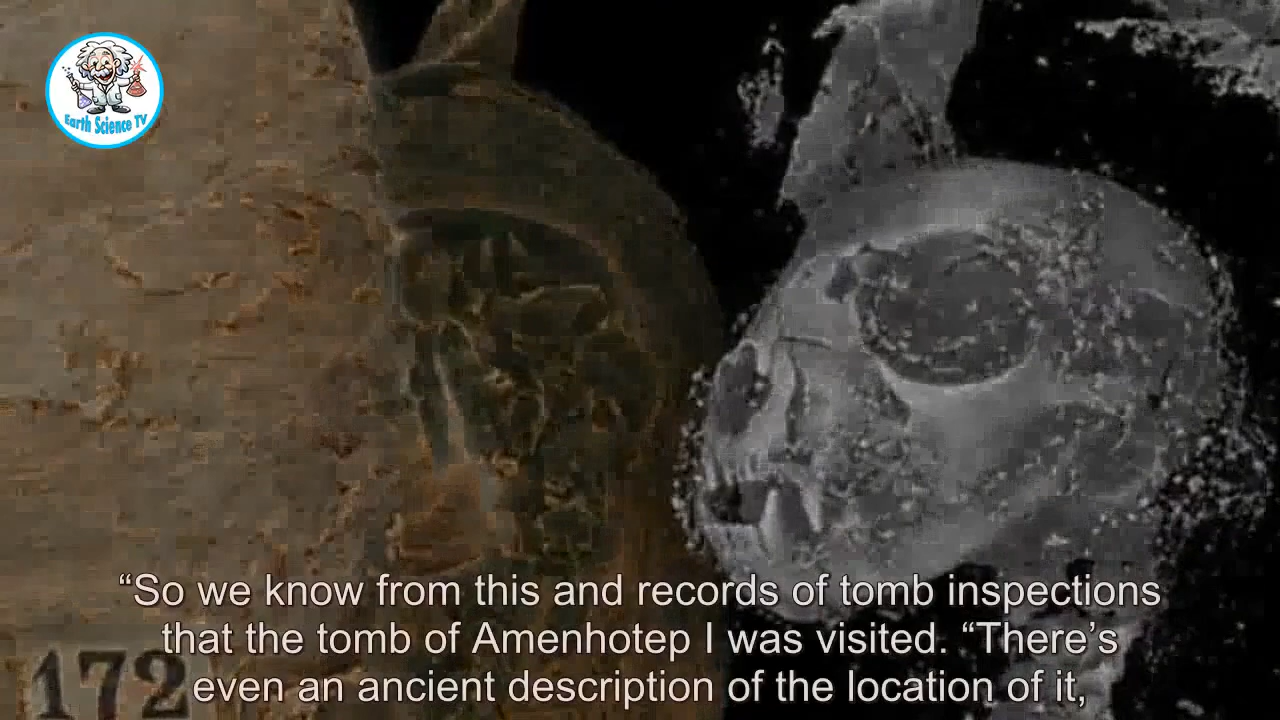 Earth Science TV
“So we know from this and records of tomb inspections
that the tomb of Amenhotep I was visited. “There’s
even an ancient description of the location of it,
172